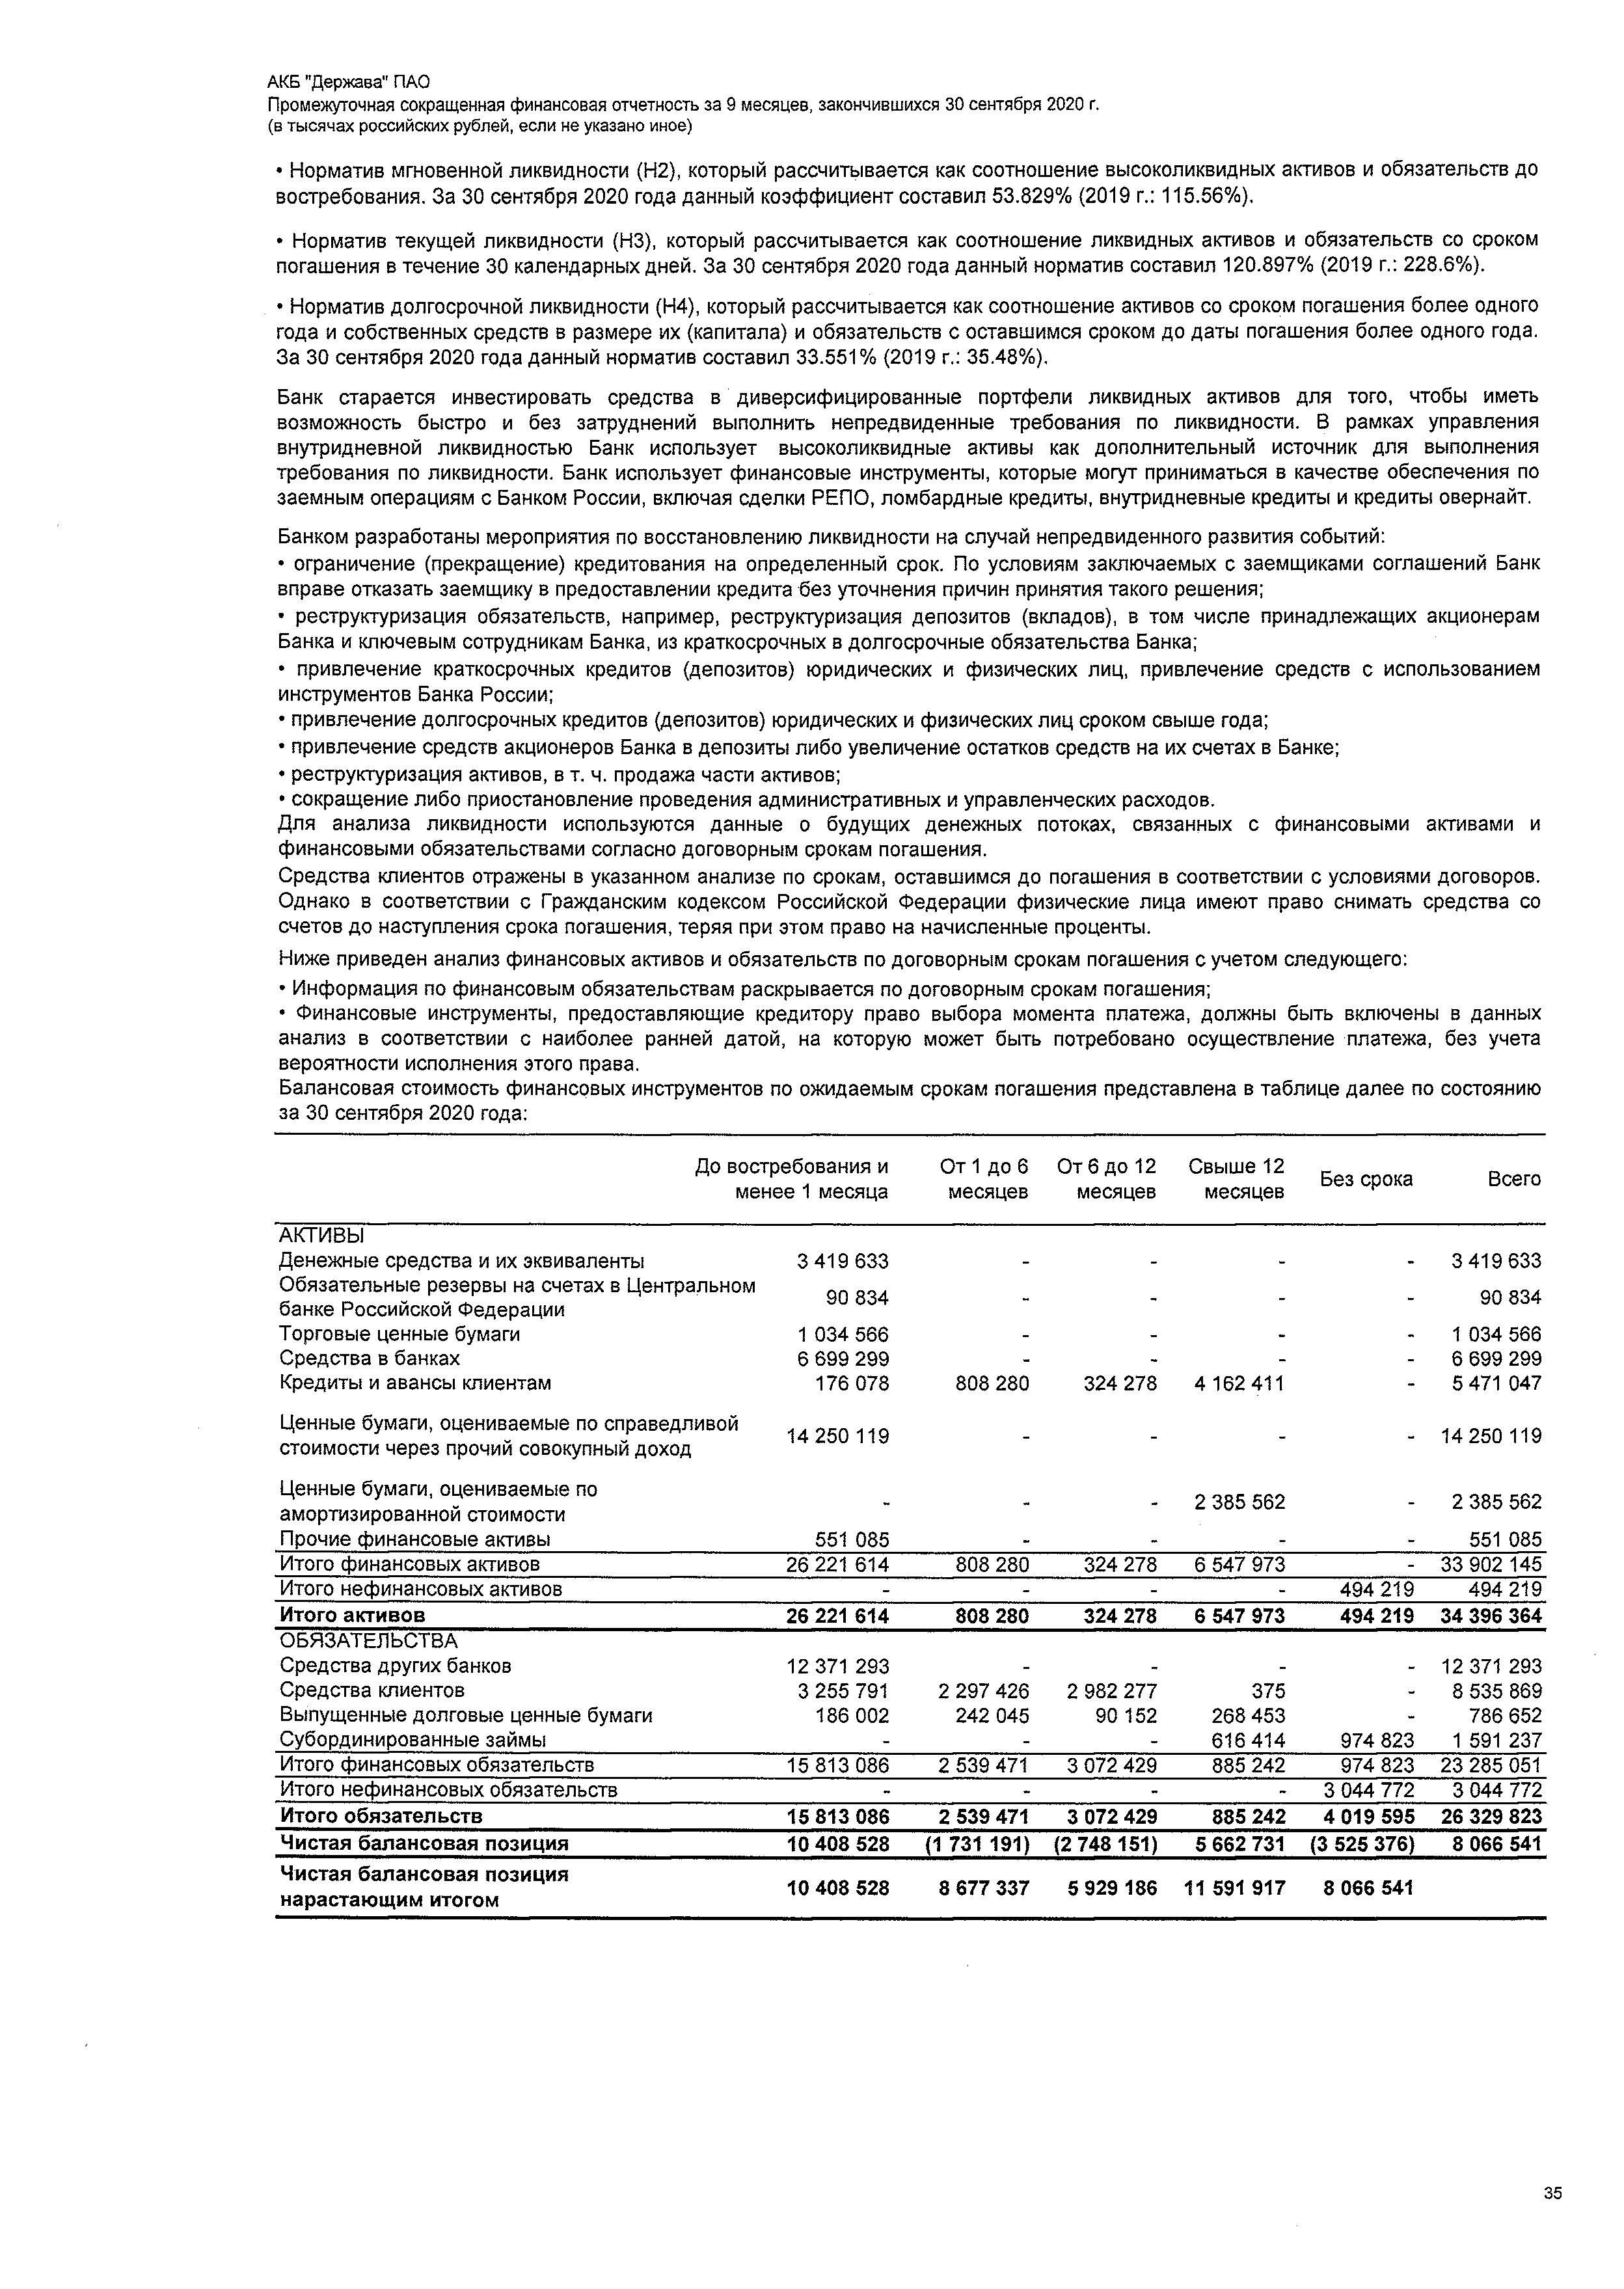 АКБ "Держава" ПАО
Промежуточная сокращенная финансовая отчетность за 9 месяцев, закончившихся 30 сентября 2020 г.
(в тысячах российских рублей, если не указано иное)
• Норматив мгновенной ликвидности (Н2), который рассчитывается как соотношение высоколиквидных активов и обязательств до
востребования. За 30 сентября 2020 года данный коэффициент составил 53.829% (2019 г.: 115.56%).
• Норматив текущей ликвидности (Н3), который рассчитывается как соотношение ликвидных активов и обязательств со сроком
погашения в течение 30 календарных дней. За 30 сентября 2020 года данный норматив составил 120.897% (2019 г.: 228.6%).
• Норматив долгосрочной ликвидности (Н4), который рассчитывается как соотношение активов со сроком погашения более одного
года и собственных средств в размере их (капитала) и обязательств с оставшимся сроком до даты погашения более одного года.
За 30 сентября 2020 года данный норматив составил 33.551% (2019 г.: 35.48%).
Банк старается инвестировать средства в диверсифицированные портфели ликвидных активов для того, чтобы иметь
возможность быстро и без затруднений выполнить непредвиденные требования по ликвидности. В рамках управления
внутридневной ликвидностью Банк использует высоколиквидные активы как дополнительный источник для выполнения
требования по ликвидности. Банк использует финансовые инструменты, которые могут приниматься в качестве обеспечения по
заемным операциям с Банком России, включая сделки РЕПО, ломбардные кредиты, внутридневные кредиты и кредиты овернайт.
Банком разработаны мероприятия по восстановлению ликвидности на случай непредвиденного развития событий:
• ограничение (прекращение) кредитования на определенный срок. По условиям заключаемых с заемщиками соглашений Банк
вправе отказать заемщику в предоставлении кредита без уточнения причин принятия такого решения;
• реструктуризация обязательств, например, реструктуризация депозитов (вкладов), в том числе принадлежащих акционерам
Банка и ключевым сотрудникам Банка, из краткосрочных в долгосрочные обязательства Банка;
• привлечение краткосрочных кредитов (депозитов) юридических и физических лиц, привлечение средств с использованием
инструментов Банка России;
• привлечение долгосрочных кредитов (депозитов) юридических и физических лиц сроком свыше года;
• привлечение средств акционеров Банка в депозиты либо увеличение остатков средств на их счетах в Банке;
• реструктуризация активов, в т. ч. продажа части активов;
• сокращение либо приостановление проведения административных и управленческих расходов.
Для анализа ликвидности используются данные о будущих денежных потоках, связанных с финансовыми активами и
финансовыми обязательствами согласно договорным срокам погашения.
Средства клиентов отражены в указанном анализе по срокам, оставшимся до погашения в соответствии с условиями договоров.
Однако в соответствии с Гражданским кодексом Российской Федерации физические лица имеют право снимать средства со
счетов до наступления срока погашения, теряя при этом право на начисленные проценты.
Ниже приведен анализ финансовых активов и обязательств по договорным срокам погашения с учетом следующего:
• Информация по финансовым обязательствам раскрывается по договорным срокам погашения;
• Финансовые инструменты, предоставляющие кредитору право выбора момента платежа, должны быть включены в данных
анализ в соответствии с наиболее ранней датой, на которую может быть потребовано осуществление платежа, без учета
вероятности исполнения этого права.
Балансовая стоимость финансовых инструментов по ожидаемым срокам погашения представлена в таблице далее по состоянию
за 30 сентября 2020 года:
До востребования и От 1 до 6 От 6 до 12 Свыше 12 Без срока Всего
менее 1 месяца месяцев месяцев месяцев
АКТИВЫ
Денежные средства и их эквиваленты 3 419 633 - - - - 3 419 633
Обязательные резервы на счетах в Центральном
банке Российской Федерации 90 834 - - - - 90 834
Торговые ценные бумаги 1 034 566 - - - - 1 034 566
Средства в банках 6 699 299 - - - - 6 699 299
Кредиты и авансы клиентам 176 078 808 280 324 278 4 162 411 - 5 471 047
Ценные бумаги, оцениваемые по справедливой
стоимости через прочий совокупный доход 14 250 119 - - - - 14 250 119
Ценные бумаги, оцениваемые по
амортизированной стоимости - - - 2 385 562 - 2 385 562
Прочие финансовые активы 551 085 - - - - 551 085
Итого финансовых активов 26 221 614 808 280 324 278 6 547 973 - 33 902 145
Итого нефинансовых активов - - - - 494 219 494 219
Итого активов 26 221 614 808 280 324 278 6 547 973 494 219 34 396 364
ОБЯЗАТЕЛЬСТВА
Средства других банков 12 371 293 - - - - 12 371 293
Средства клиентов 3 255 791 2 297 426 2 982 277 375 - 8 535 869
Выпущенные долговые ценные бумаги 186 002 242 045 90 152 268 453 - 786 652
Субординированные займы - - - 616 414 974 823 1 591 237
Итого финансовых обязательств 15 813 086 2 539 471 3 072 429 885 242 974 823 23 285 051
Итого нефинансовых обязательств - - - - 3 044 772 3 044 772
Итого обязательств 15 813 086 2 539 471 3 072 429 885 242 4 019 595 26 329 823
Чистая балансовая позиция 10 408 528 (1 731 191) (2 748 151) 5 662 731 (3 525 376) 8 066 541
Чистая балансовая позиция
нарастающим итогом 10 408 528 8 677 337 5 929 186 11 591 917 8 066 541
35